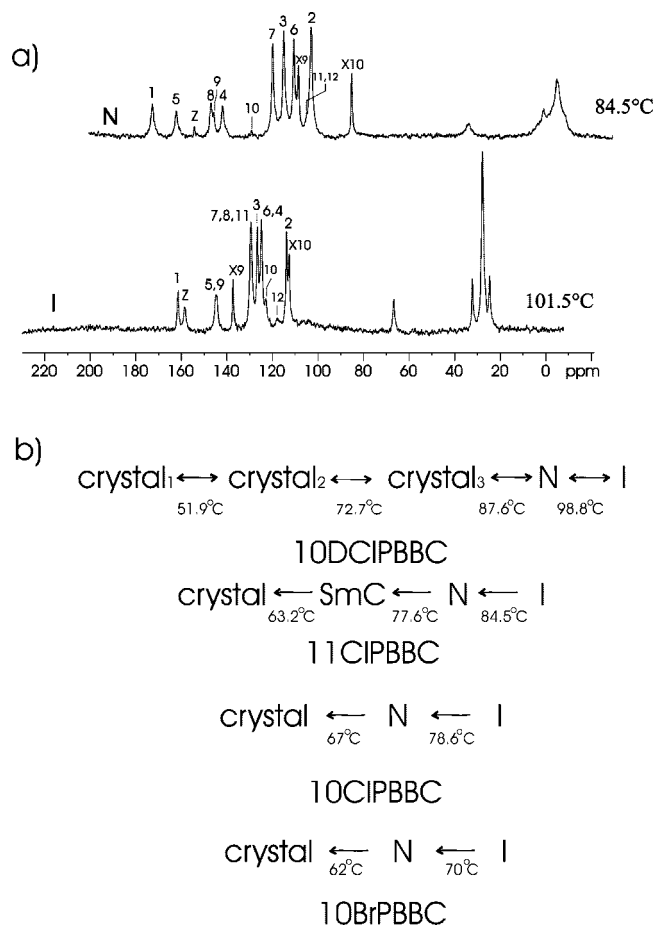 a)
2
7 3 6
X9
11,12
X10
1 5 Z 8 9 4 10
N
84.5°C
3
7,8,11 6,4
2
X10
1 Z 5,9 X9 10 12
I
101.5°C
220 200 180 160 140 120 100 80 60 40 20 0 ppm
b)
crystal₁ ↔ crystal₂ ↔ crystal₃ ↔ N ↔ I
51.9°C 72.7°C 87.6°C 98.8°C
10DClPBBC
crystal ← SmC ← N ← I
63.2°C 77.6°C 84.5°C
11ClPBBC
crystal ← N ← I
67°C 78.6°C
10ClPBBC
crystal ← N ← I
62°C 70°C
10BrPBBC